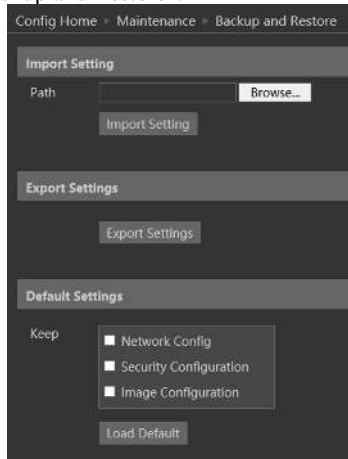 Config Home ▸ Maintenance ▸ Backup and Restore
Import Setting
Path Browse...
Import Setting
Export Settings
Export Settings
Default Settings
Keep
Network Config
Security Configuration
Image Configuration
Load Default